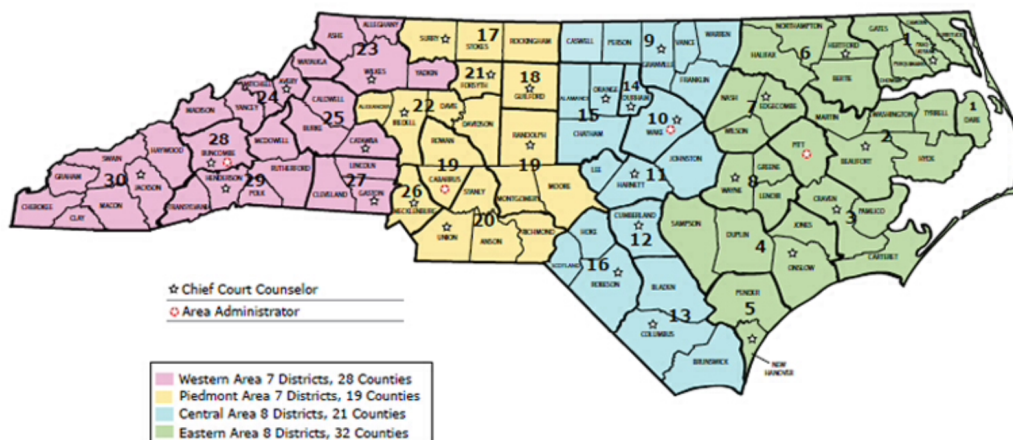 ALLEGHANY
ASHE
23
WATAUGA
WILKES
SURRY
17
STOKES
ROCKINGHAM
CASWELL
PERSON
9
GRANVILLE
VANCE
WARREN
FRANKLIN
NORTHAMPTON
GATES
HALIFAX
6
HERTFORD
BERTIE
1
MITCHELL
AVERY
24
YANCEY
MADISON
CALDWELL
YADKIN
21
FORSYTH
18
GUILFORD
ALAMANCE
ORANGE
14
DURHAM
15
CHATHAM
10
WAKE
JOHNSTON
NASH
7
EDGECOMBE
WILSON
MARTIN
WASHINGTON
TYRRELL
1
DARE
25
BURKE
MCDOWELL
CATAWBA
ALEXANDER
22
IREDELL
DAVIE
DAVIDSON
ROWAN
RANDOLPH
19
19
CABARRUS
STANLY
MONTGOMERY
MOORE
28
BUNCOMBE
HAYWOOD
SWAIN
GRAHAM
30
JACKSON
CHEROKEE
CLAY
MACON
HENDERSON
TRANSYLVANIA
29
POLK
RUTHERFORD
CLEVELAND
LINCOLN
27
GASTON
26
MECKLENBURG
UNION
20
ANSON
RICHMOND
LEE
HARNETT
11
CUMBERLAND
12
HOKE
SCOTLAND
16
ROBESON
BLADEN
13
COLUMBUS
BRUNSWICK
PITT
2
BEAUFORT
HYDE
GREENE
WAYNE
8
LENOIR
CRAVEN
3
PAMLICO
JONES
CARTERET
SAMPSON
DUPLIN
4
ONSLOW
PENDER
5
NEW
HANOVER
Chief Court Counselor
Area Administrator
Western Area 7 Districts, 28 Counties
Piedmont Area 7 Districts, 19 Counties
Central Area 8 Districts, 21 Counties
Eastern Area 8 Districts, 32 Counties